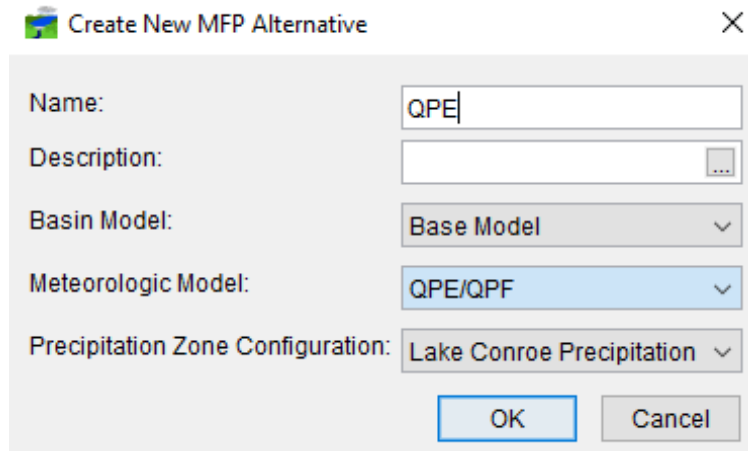 Create New MFP Alternative
Name: QPE
Description: ...
Basin Model: Base Model
Meteorologic Model: QPE/QPF
Precipitation Zone Configuration: Lake Conroe Precipitation
OK Cancel